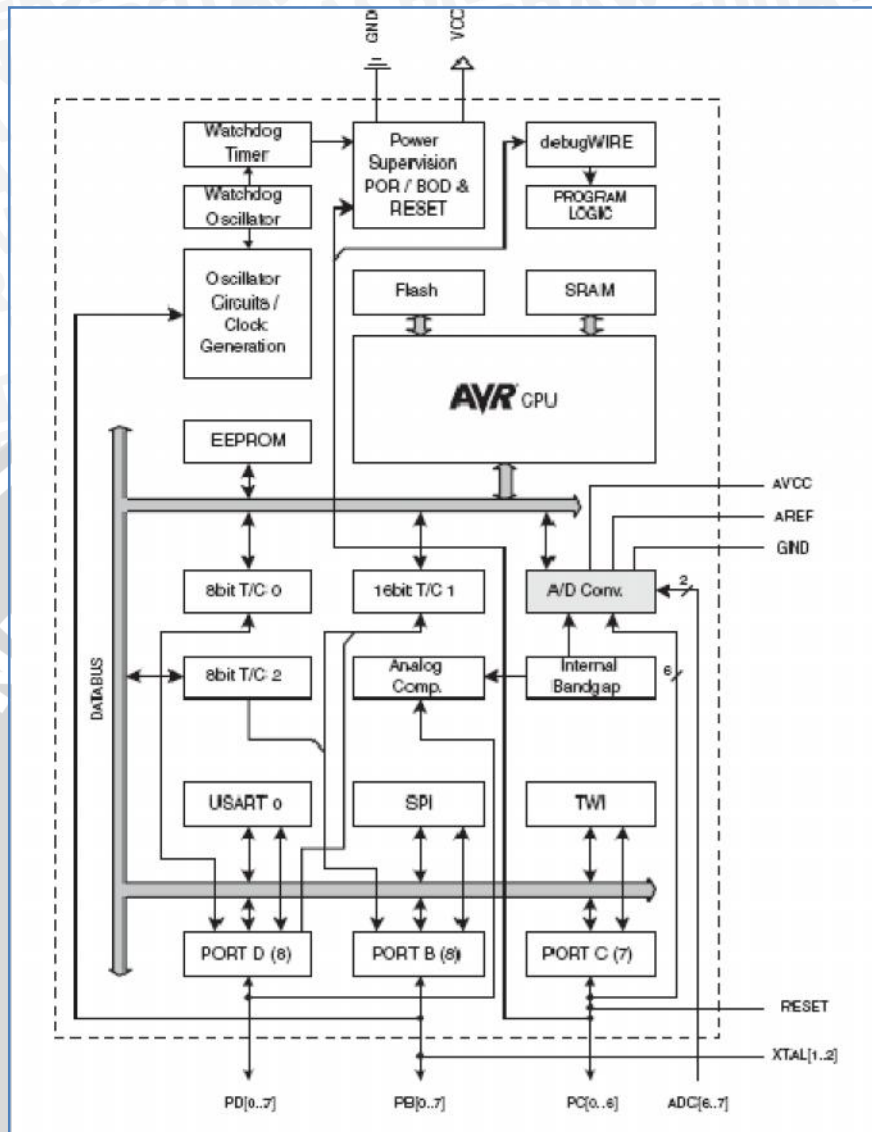 GND
VCC
Watchdog
Timer
Power
Supervision
POR / BOD &
RESET
debugWIRE
Watchdog
Oscillator
PROGRAM
LOGIC
Oscillator
Circuits /
Clock
Generation
Flash
SRAM
AVR CPU
EEPROM
AVCC
AREF
GND
8bit T/C 0
16bit T/C 1
A/D Conv.
2
8bit T/C 2
Analog
Comp.
Internal
Bandgap
6
DATABUS
USART 0
SPI
TWI
PORT D (8)
PORT B (8)
PORT C (7)
RESET
XTAL[1..2]
PD[0..7]
PB[0..7]
PC[0..6]
ADC[6..7]